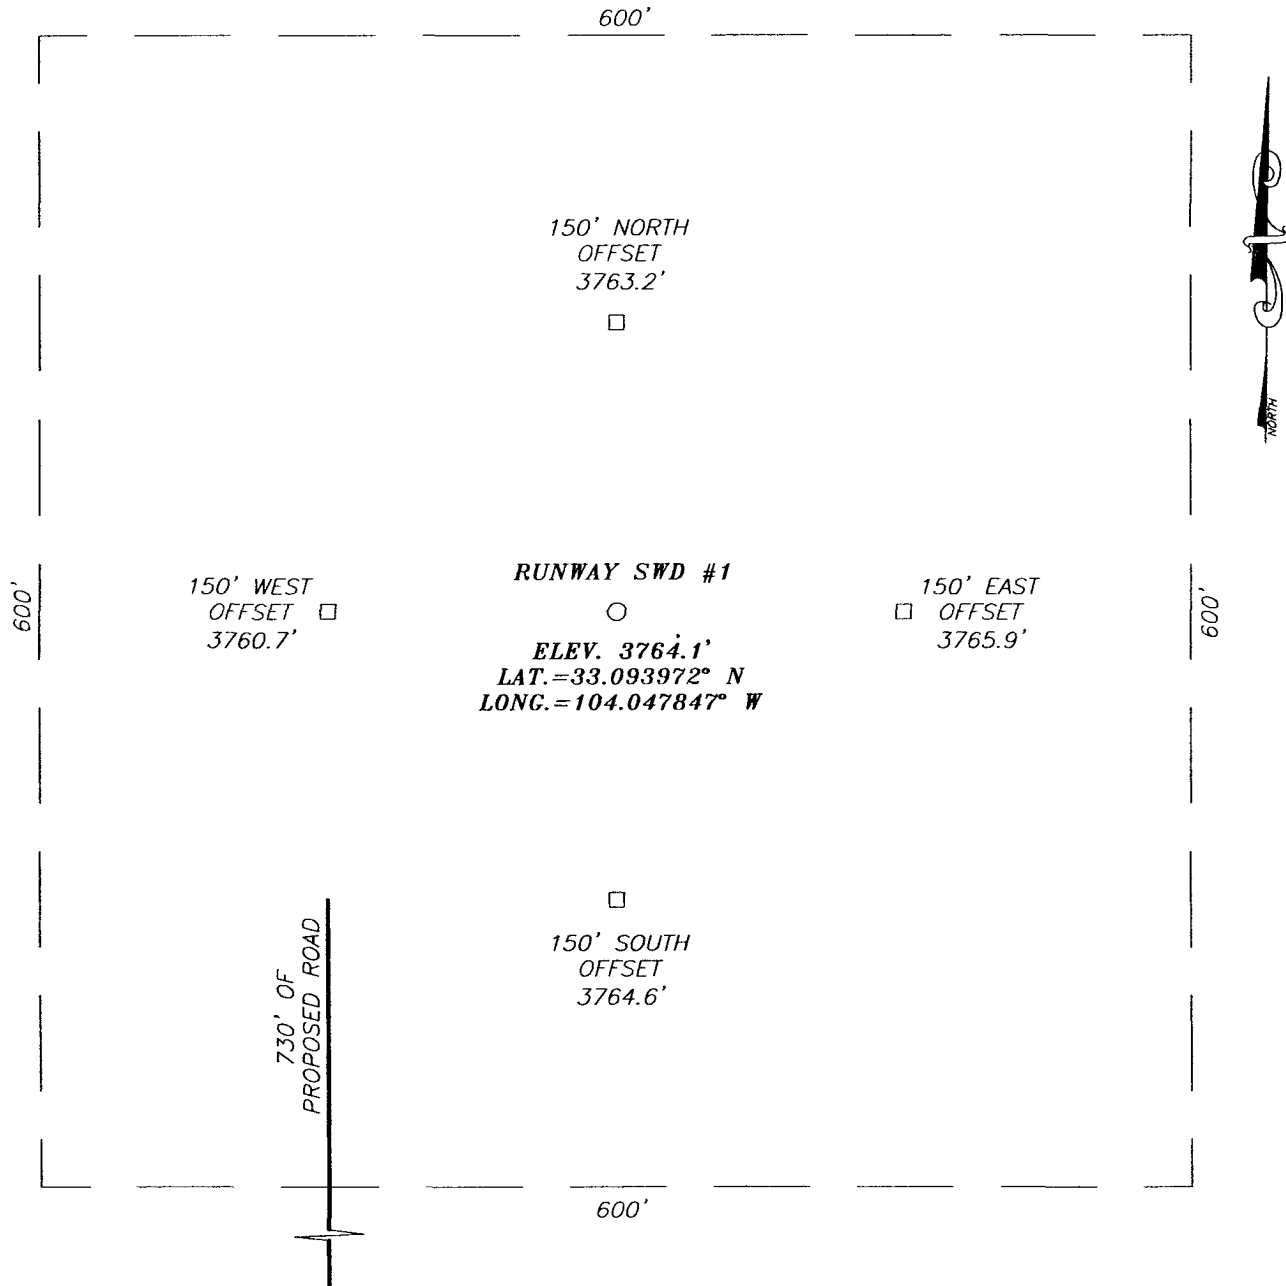 600'
150' NORTH
OFFSET
3763.2'
NORTH
600'
150' WEST
OFFSET
3760.7'
RUNWAY SWD #1
ELEV. 3764.1'
LAT.=33.093972° N
LONG.=104.047847° W
150' EAST
OFFSET
3765.9'
600'
150' SOUTH
OFFSET
3764.6'
730' OF
PROPOSED ROAD
600'